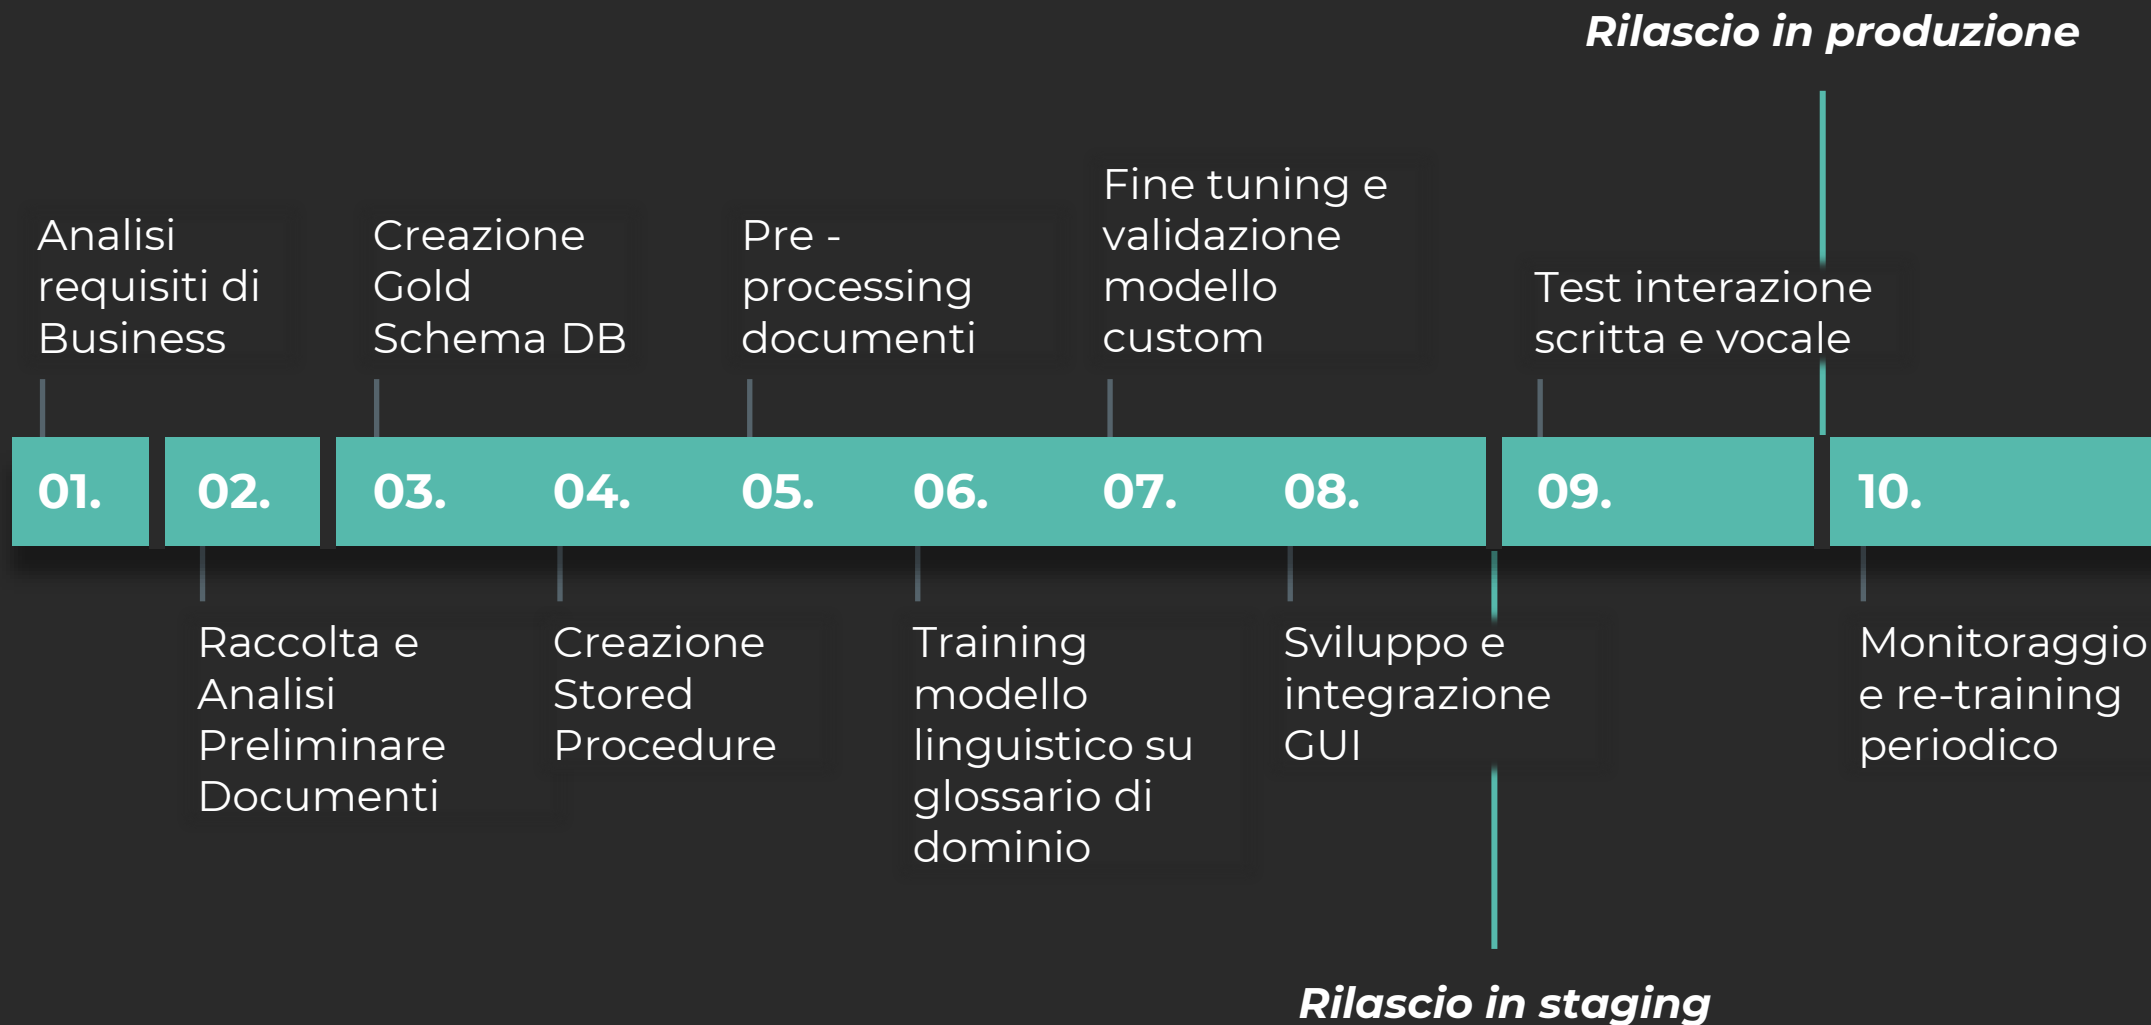 Rilascio in produzione
Analisi
requisiti di
Business
Creazione
Gold
Schema DB
Pre -
processing
documenti
Fine tuning e
validazione
modello
custom
Test interazione
scritta e vocale
01.
02.
03.
04.
05.
06.
07.
08.
09.
10.
Raccolta e
Analisi
Preliminare
Documenti
Creazione
Stored
Procedure
Training
modello
linguistico su
glossario di
dominio
Sviluppo e
integrazione
GUI
Monitoraggio
e re-training
periodico
Rilascio in staging